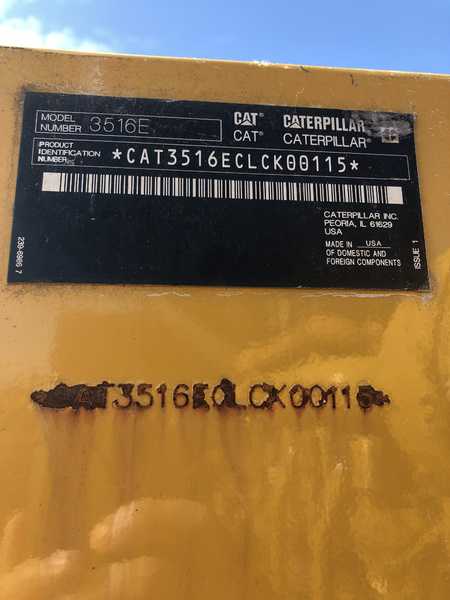 MODEL NUMBER 3516E
CAT CATERPILLAR
CAT® CATERPILLAR®
PRODUCT IDENTIFICATION NUMBER *CAT3516ECLCK00115*
CATERPILLAR INC.
PEORIA, IL 61629
USA
MADE IN USA
OF DOMESTIC AND
FOREIGN COMPONENTS
ISSUE 1
AT3516ECLCK00115